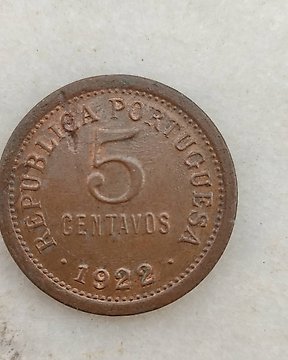 REPUBLICA PORTUGUESA
5
CENTAVOS
· 1922 ·